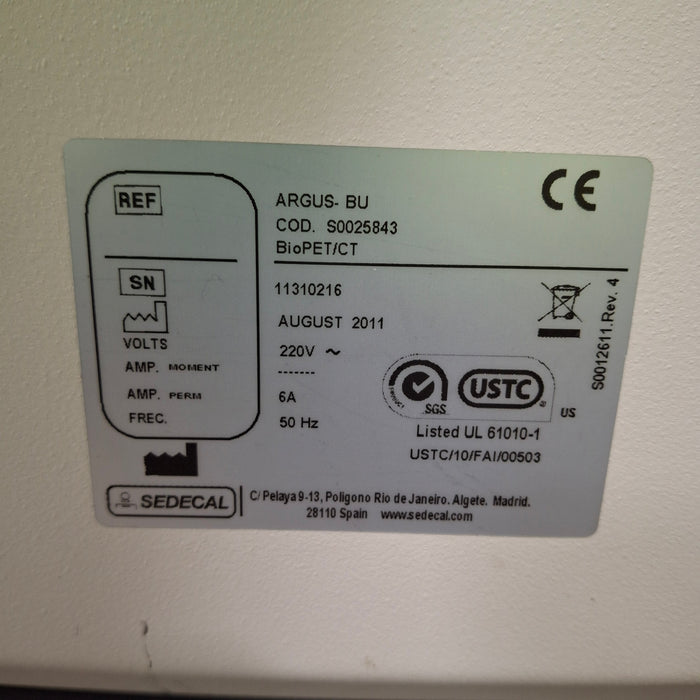 REF
ARGUS- BU
COD. S0025843
BioPET/CT
CE
SN
11310216
AUGUST 2011
VOLTS
220V ~
AMP. MOMENT
-------
AMP. PERM
6A
FREC.
50 Hz
S0012611.Rev. 4
SGS
USTC
US
Listed UL 61010-1
USTC/10/FAI/00503
SEDECAL
C/ Pelaya 9-13, Poligono Rio de Janeiro. Algete. Madrid.
28110 Spain www.sedecal.com